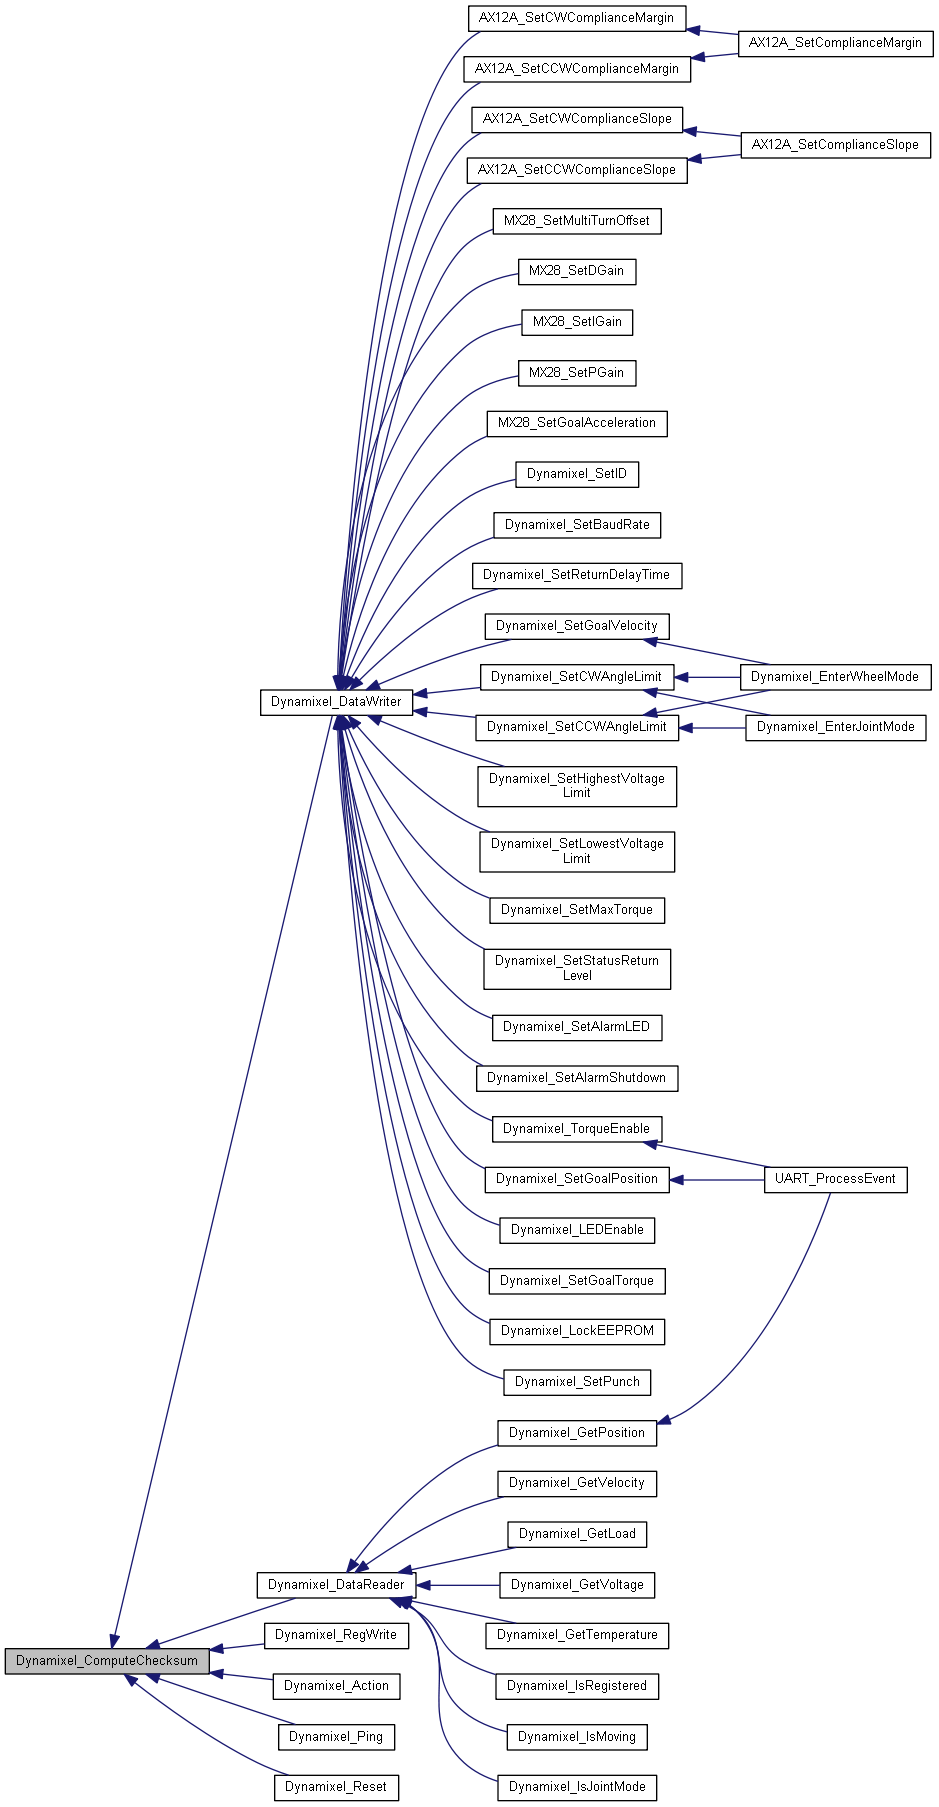 AX12A_SetCWComplianceMargin
AX12A_SetComplianceMargin
AX12A_SetCCWComplianceMargin
AX12A_SetCWComplianceSlope
AX12A_SetComplianceSlope
AX12A_SetCCWComplianceSlope
MX28_SetMultiTurnOffset
MX28_SetDGain
MX28_SetIGain
MX28_SetPGain
MX28_SetGoalAcceleration
Dynamixel_SetID
Dynamixel_SetBaudRate
Dynamixel_SetReturnDelayTime
Dynamixel_SetGoalVelocity
Dynamixel_SetCWAngleLimit
Dynamixel_EnterWheelMode
Dynamixel_DataWriter
Dynamixel_SetCCWAngleLimit
Dynamixel_EnterJointMode
Dynamixel_SetHighestVoltage
Limit
Dynamixel_SetLowestVoltage
Limit
Dynamixel_SetMaxTorque
Dynamixel_SetStatusReturn
Level
Dynamixel_SetAlarmLED
Dynamixel_SetAlarmShutdown
Dynamixel_TorqueEnable
Dynamixel_SetGoalPosition
UART_ProcessEvent
Dynamixel_LEDEnable
Dynamixel_SetGoalTorque
Dynamixel_LockEEPROM
Dynamixel_SetPunch
Dynamixel_GetPosition
Dynamixel_GetVelocity
Dynamixel_GetLoad
Dynamixel_DataReader
Dynamixel_GetVoltage
Dynamixel_RegWrite
Dynamixel_GetTemperature
Dynamixel_ComputeChecksum
Dynamixel_Action
Dynamixel_IsRegistered
Dynamixel_Ping
Dynamixel_IsMoving
Dynamixel_Reset
Dynamixel_IsJointMode